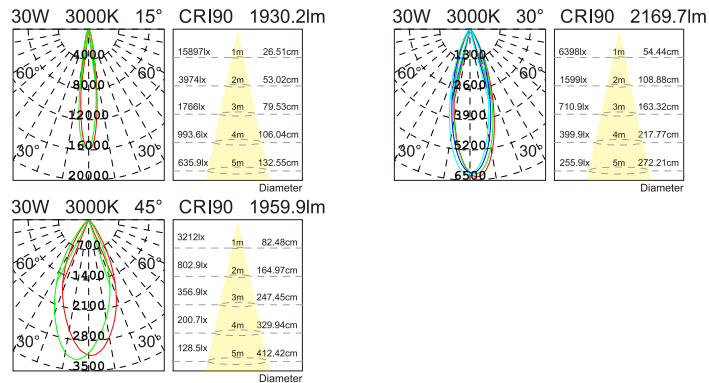 30W 3000K 15° CRI90 1930.2lm
4000
8000
12000
16000
20000
60° 60°
30° 30°
15897lx 1m 26.51cm
3974lx 2m 53.02cm
1766lx 3m 79.53cm
993.6lx 4m 106.04cm
635.9lx 5m 132.55cm
Diameter
30W 3000K 30° CRI90 2169.7lm
1300
2600
3900
5200
6500
60° 60°
30° 30°
6398lx 1m 54.44cm
1599lx 2m 108.88cm
710.9lx 3m 163.32cm
399.9lx 4m 217.77cm
255.9lx 5m 272.21cm
Diameter
30W 3000K 45° CRI90 1959.9lm
700
1400
2100
2800
3500
60° 60°
30° 30°
3212lx 1m 82.48cm
802.9lx 2m 164.97cm
356.9lx 3m 247.45cm
200.7lx 4m 329.94cm
128.5lx 5m 412.42cm
Diameter